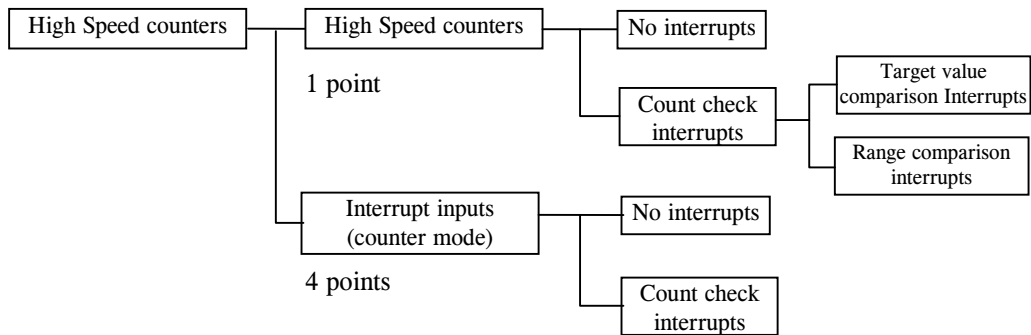 High Speed counters
High Speed counters
1 point
No interrupts
Count check
interrupts
Target value
comparison Interrupts
Range comparison
interrupts
Interrupt inputs
(counter mode)
4 points
No interrupts
Count check
interrupts